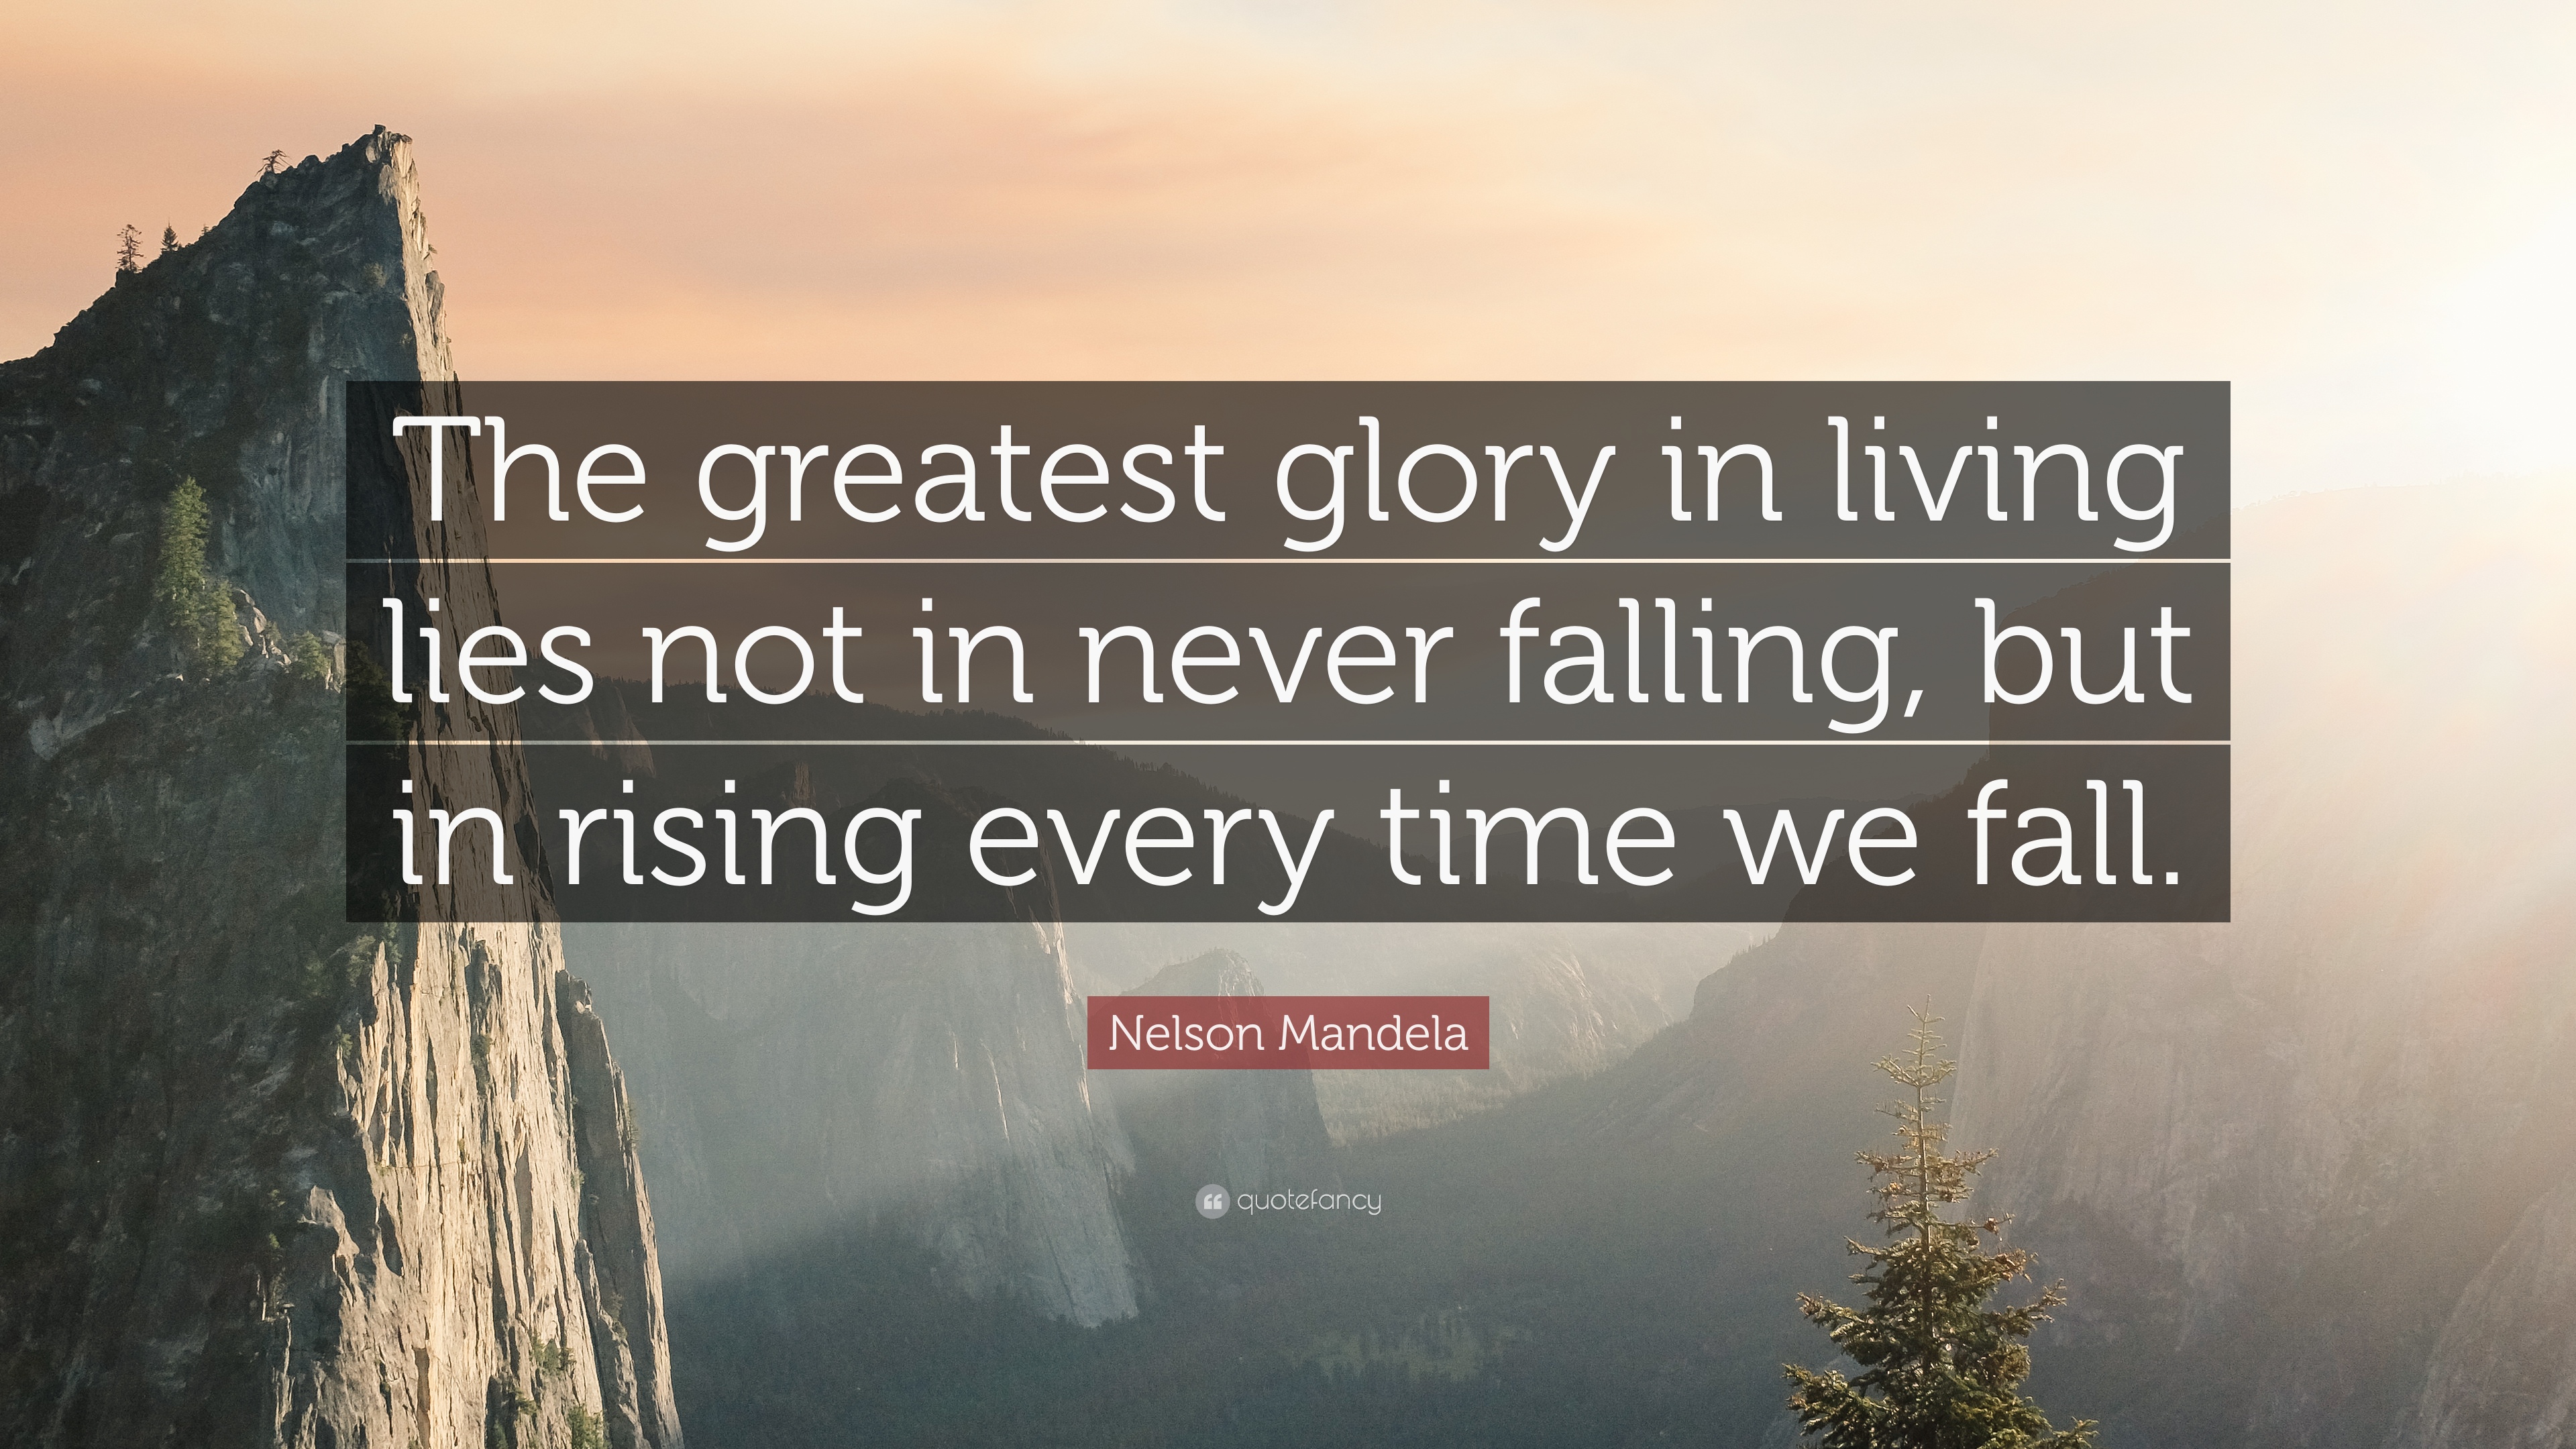 The greatest glory in living
lies not in never falling, but
in rising every time we fall.
Nelson Mandela
quotefancy